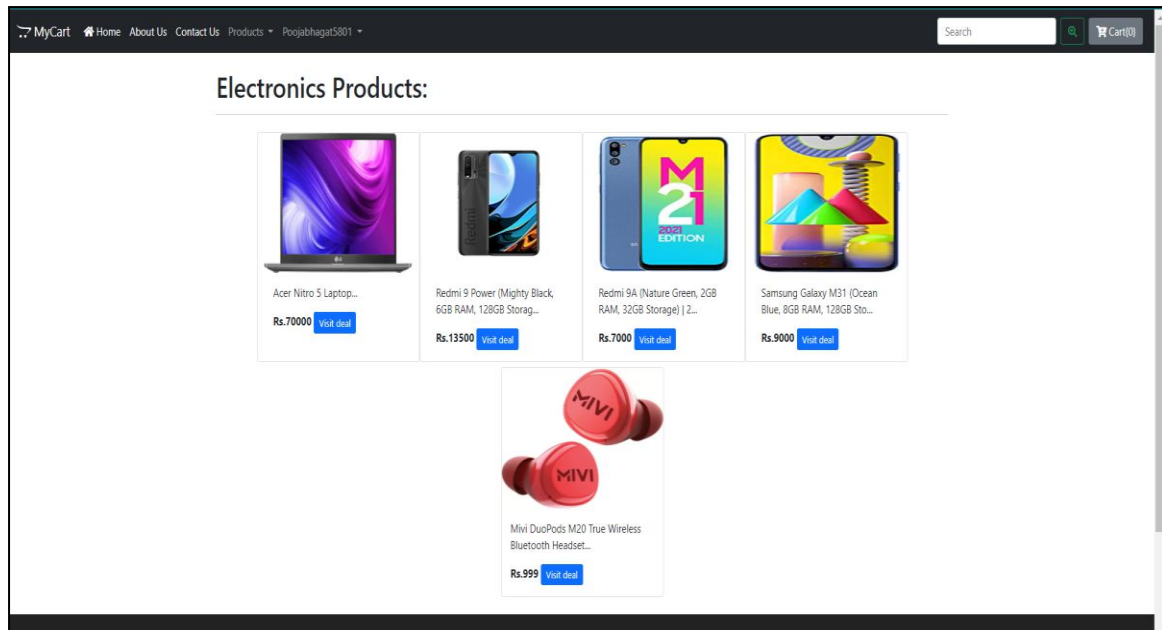 MyCart Home About Us Contact Us Products Poojabhagat5801 Search Cart(0)
Electronics Products:
LG
Redmi
M
21
2021
EDITION
Acer Nitro 5 Laptop...
Rs.70000 Visit deal
Redmi 9 Power (Mighty Black,
6GB RAM, 128GB Storag...
Rs.13500 Visit deal
Redmi 9A (Nature Green, 2GB
RAM, 32GB Storage) | 2...
Rs.7000 Visit deal
Samsung Galaxy M31 (Ocean
Blue, 8GB RAM, 128GB Sto...
Rs.9000 Visit deal
MIVI
MIVI
Mivi DuoPods M20 True Wireless
Bluetooth Headset...
Rs.999 Visit deal